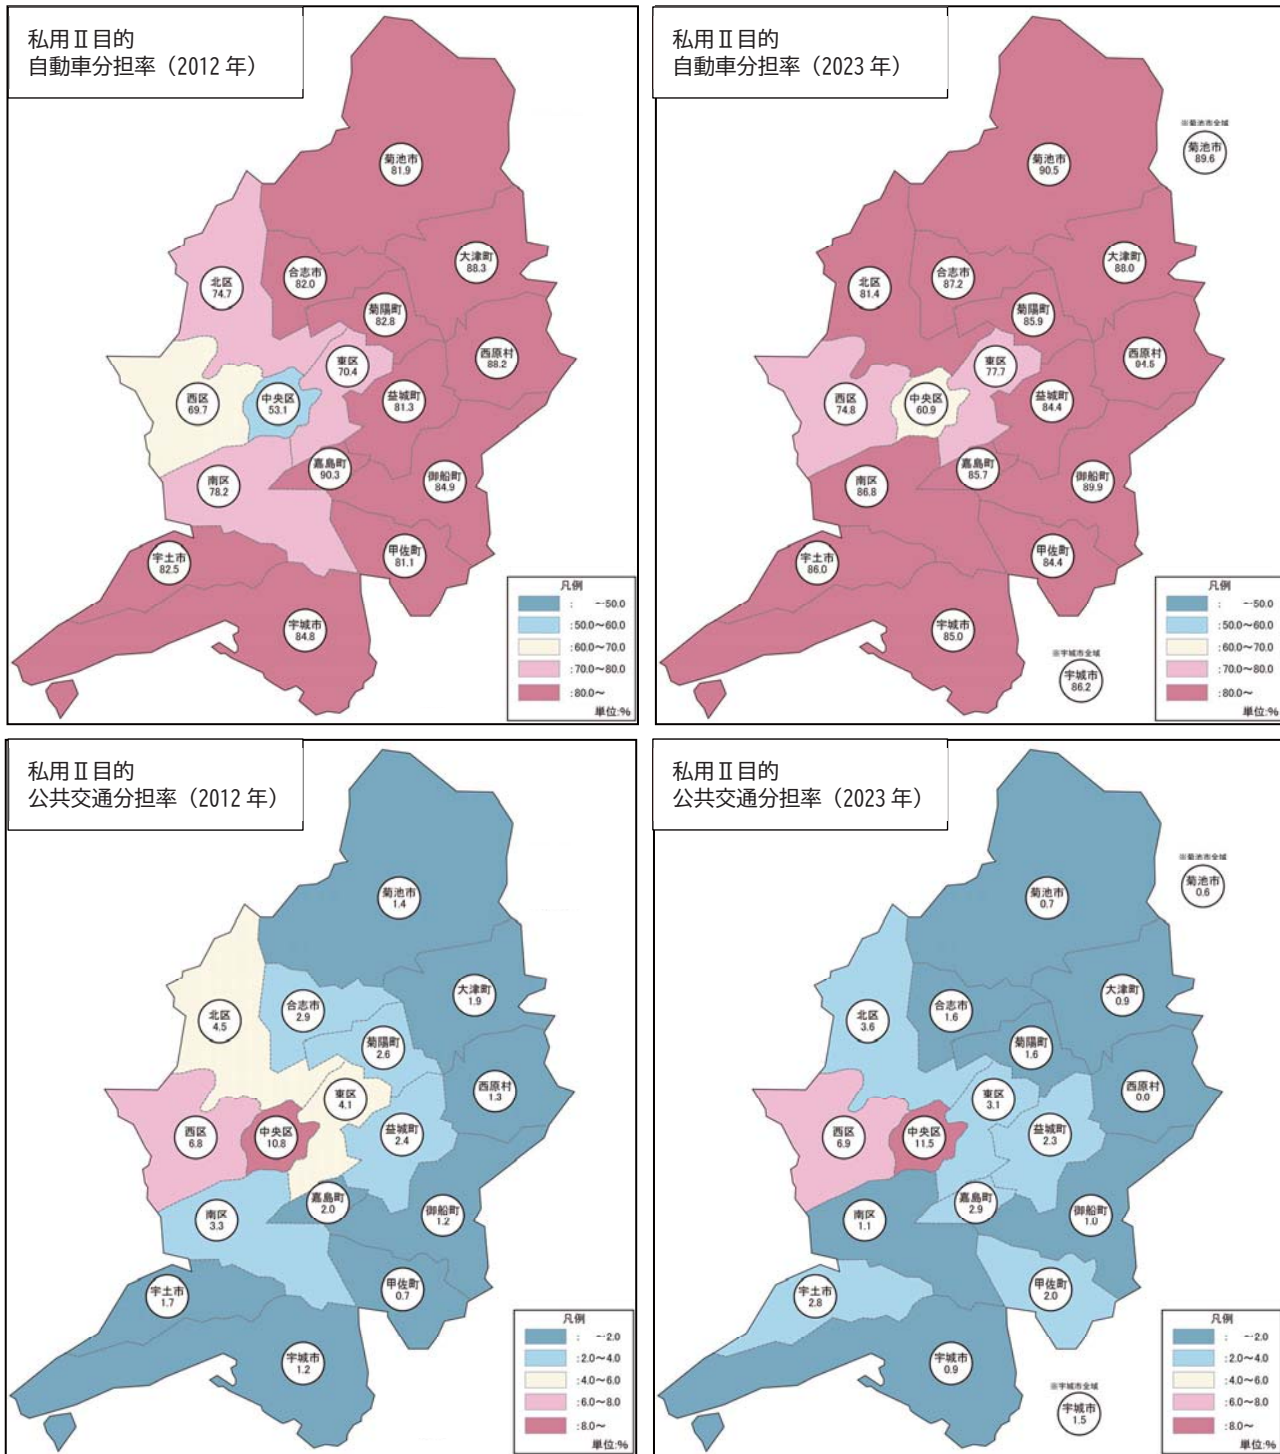 私用Ⅱ目的
自動車分担率（2012 年）
菊池市
81.9
大津町
88.3
合志市
82.0
北区
74.7
菊陽町
82.8
西原村
88.2
東区
70.4
益城町
81.3
西区
69.7
中央区
53.1
嘉島町
90.3
御船町
84.9
南区
78.2
甲佐町
81.1
宇土市
82.5
宇城市
84.8
凡例
: ～50.0
:50.0～60.0
:60.0～70.0
:70.0～80.0
:80.0～
単位:%
私用Ⅱ目的
自動車分担率（2023 年）
※菊池市全域
菊池市
89.6
菊池市
90.5
大津町
88.0
合志市
87.2
北区
81.4
菊陽町
85.9
西原村
94.5
東区
77.7
益城町
84.4
西区
74.8
中央区
60.9
嘉島町
85.7
御船町
89.9
南区
86.8
甲佐町
84.4
宇土市
86.0
宇城市
85.0
※宇城市全域
宇城市
86.2
凡例
: ～50.0
:50.0～60.0
:60.0～70.0
:70.0～80.0
:80.0～
単位:%
私用Ⅱ目的
公共交通分担率（2012 年）
菊池市
1.4
大津町
1.9
合志市
2.9
北区
4.5
菊陽町
2.6
西原村
1.3
東区
4.1
益城町
2.4
西区
6.8
中央区
10.8
嘉島町
2.0
御船町
1.2
南区
3.3
甲佐町
0.7
宇土市
1.7
宇城市
1.2
凡例
: ～2.0
:2.0～4.0
:4.0～6.0
:6.0～8.0
:8.0～
単位:%
私用Ⅱ目的
公共交通分担率（2023 年）
※菊池市全域
菊池市
0.6
菊池市
0.7
大津町
0.9
合志市
1.6
北区
3.6
菊陽町
1.6
西原村
0.0
東区
3.1
益城町
2.3
西区
6.9
中央区
11.5
嘉島町
2.9
御船町
1.0
南区
1.1
甲佐町
2.0
宇土市
2.8
宇城市
0.9
※宇城市全域
宇城市
1.5
凡例
: ～2.0
:2.0～4.0
:4.0～6.0
:6.0～8.0
:8.0～
単位:%